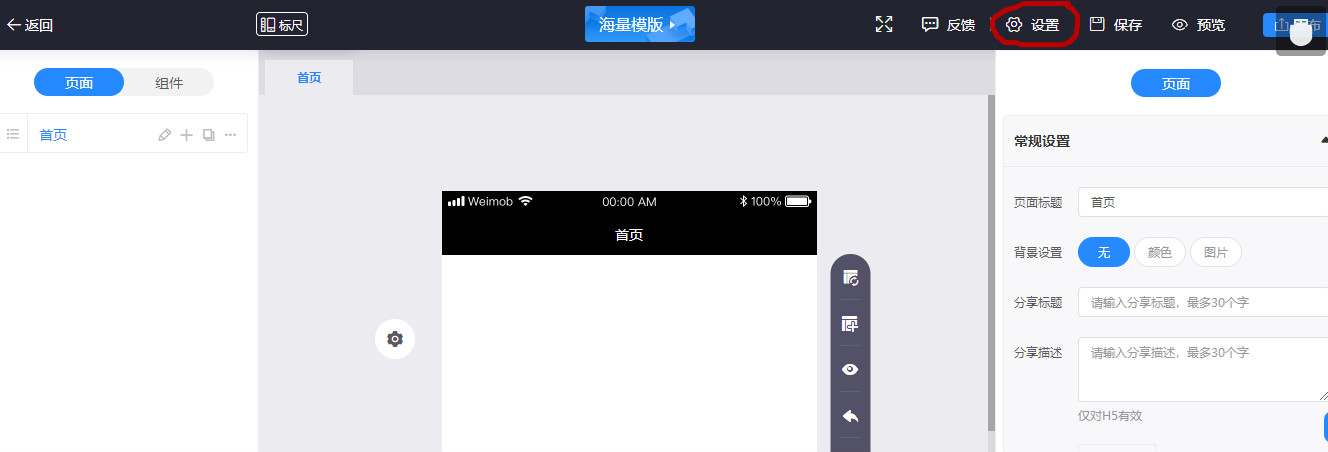 返回
标尺
海量模版
反馈
设置
保存
预览
布
页面
组件
首页
首页
Weimob
00:00 AM
100%
首页
页面
常规设置
页面标题
首页
背景设置
无
颜色
图片
分享标题
请输入分享标题，最多30个字
分享描述
请输入分享描述，最多30个字
仅对H5有效